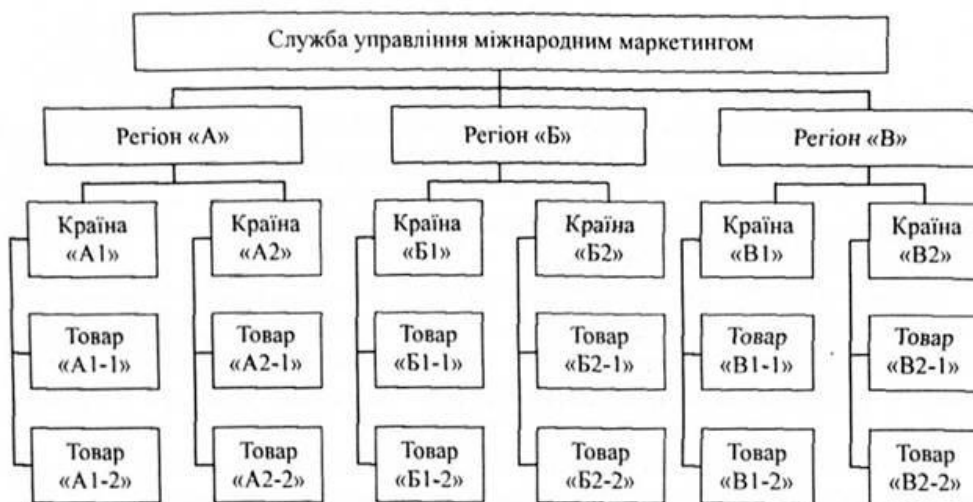 Служба управління міжнародним маркетингом
Регіон «А»
Регіон «Б»
Регіон «В»
Країна
«А1»
Країна
«А2»
Країна
«Б1»
Країна
«Б2»
Країна
«В1»
Країна
«В2»
Товар
«А1-1»
Товар
«А2-1»
Товар
«Б1-1»
Товар
«Б2-1»
Товар
«В1-1»
Товар
«В2-1»
Товар
«А1-2»
Товар
«А2-2»
Товар
«Б1-2»
Товар
«Б2-2»
Товар
«В1-2»
Товар
«В2-2»